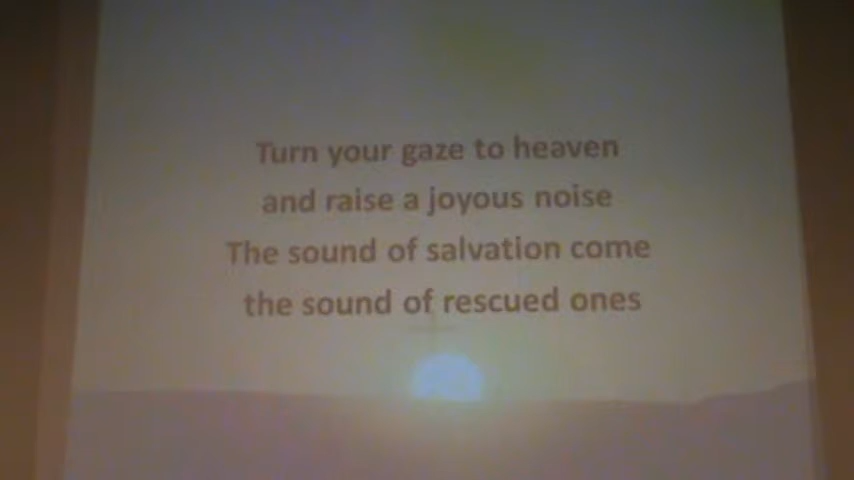 Turn your gaze to heaven
and raise a joyous noise
The sound of salvation come
the sound of rescued ones